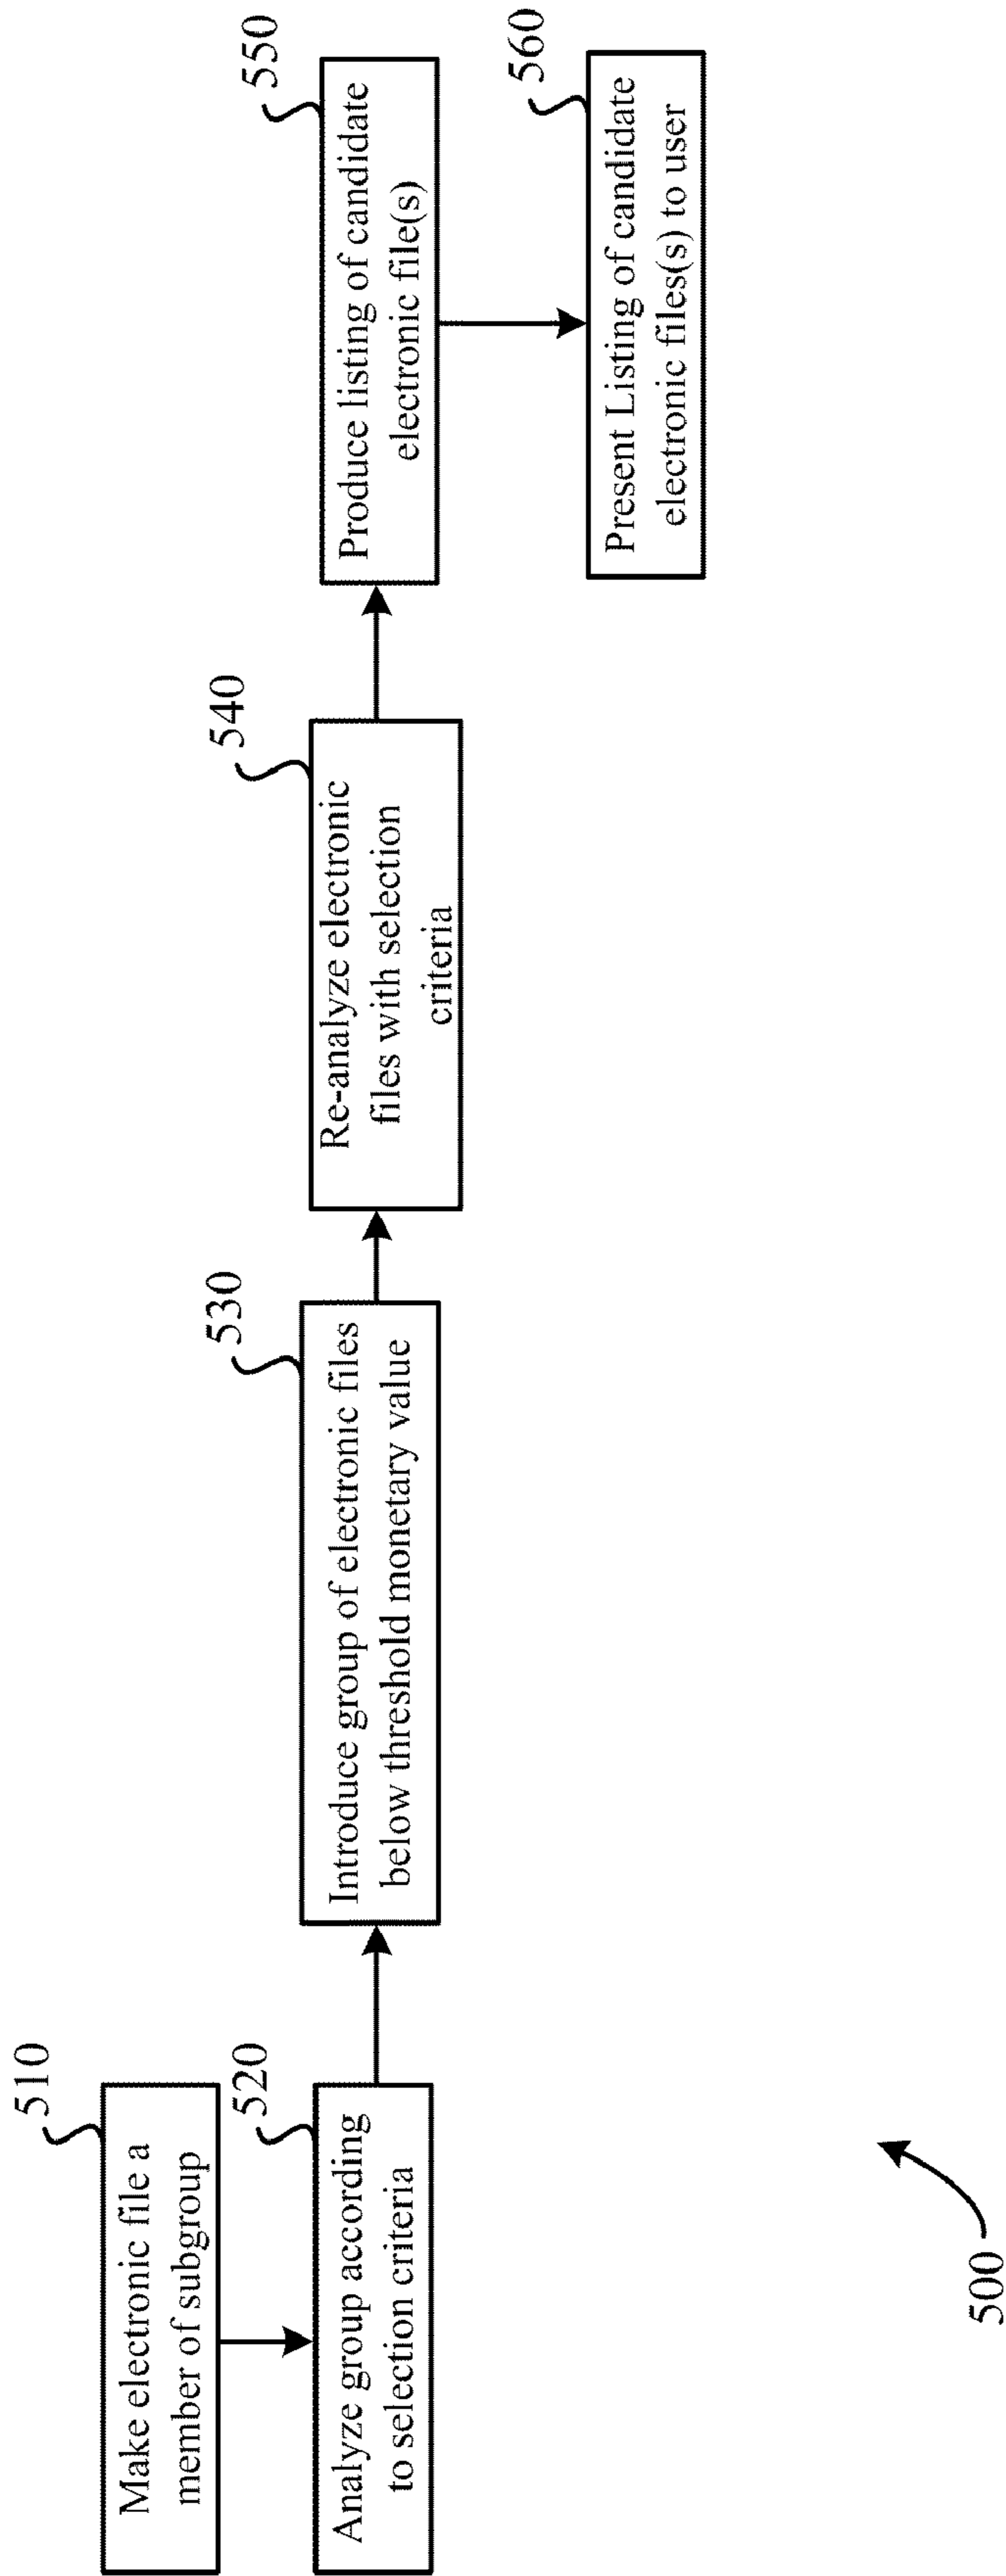 510
Make electronic file a
member of subgroup
520
Analyze group according
to selection criteria
530
Introduce group of electronic files
below threshold monetary value
540
Re-analyze electronic
files with selection
criteria
550
Produce listing of candidate
electronic file(s)
560
Present Listing of candidate
electronic files(s) to user
500